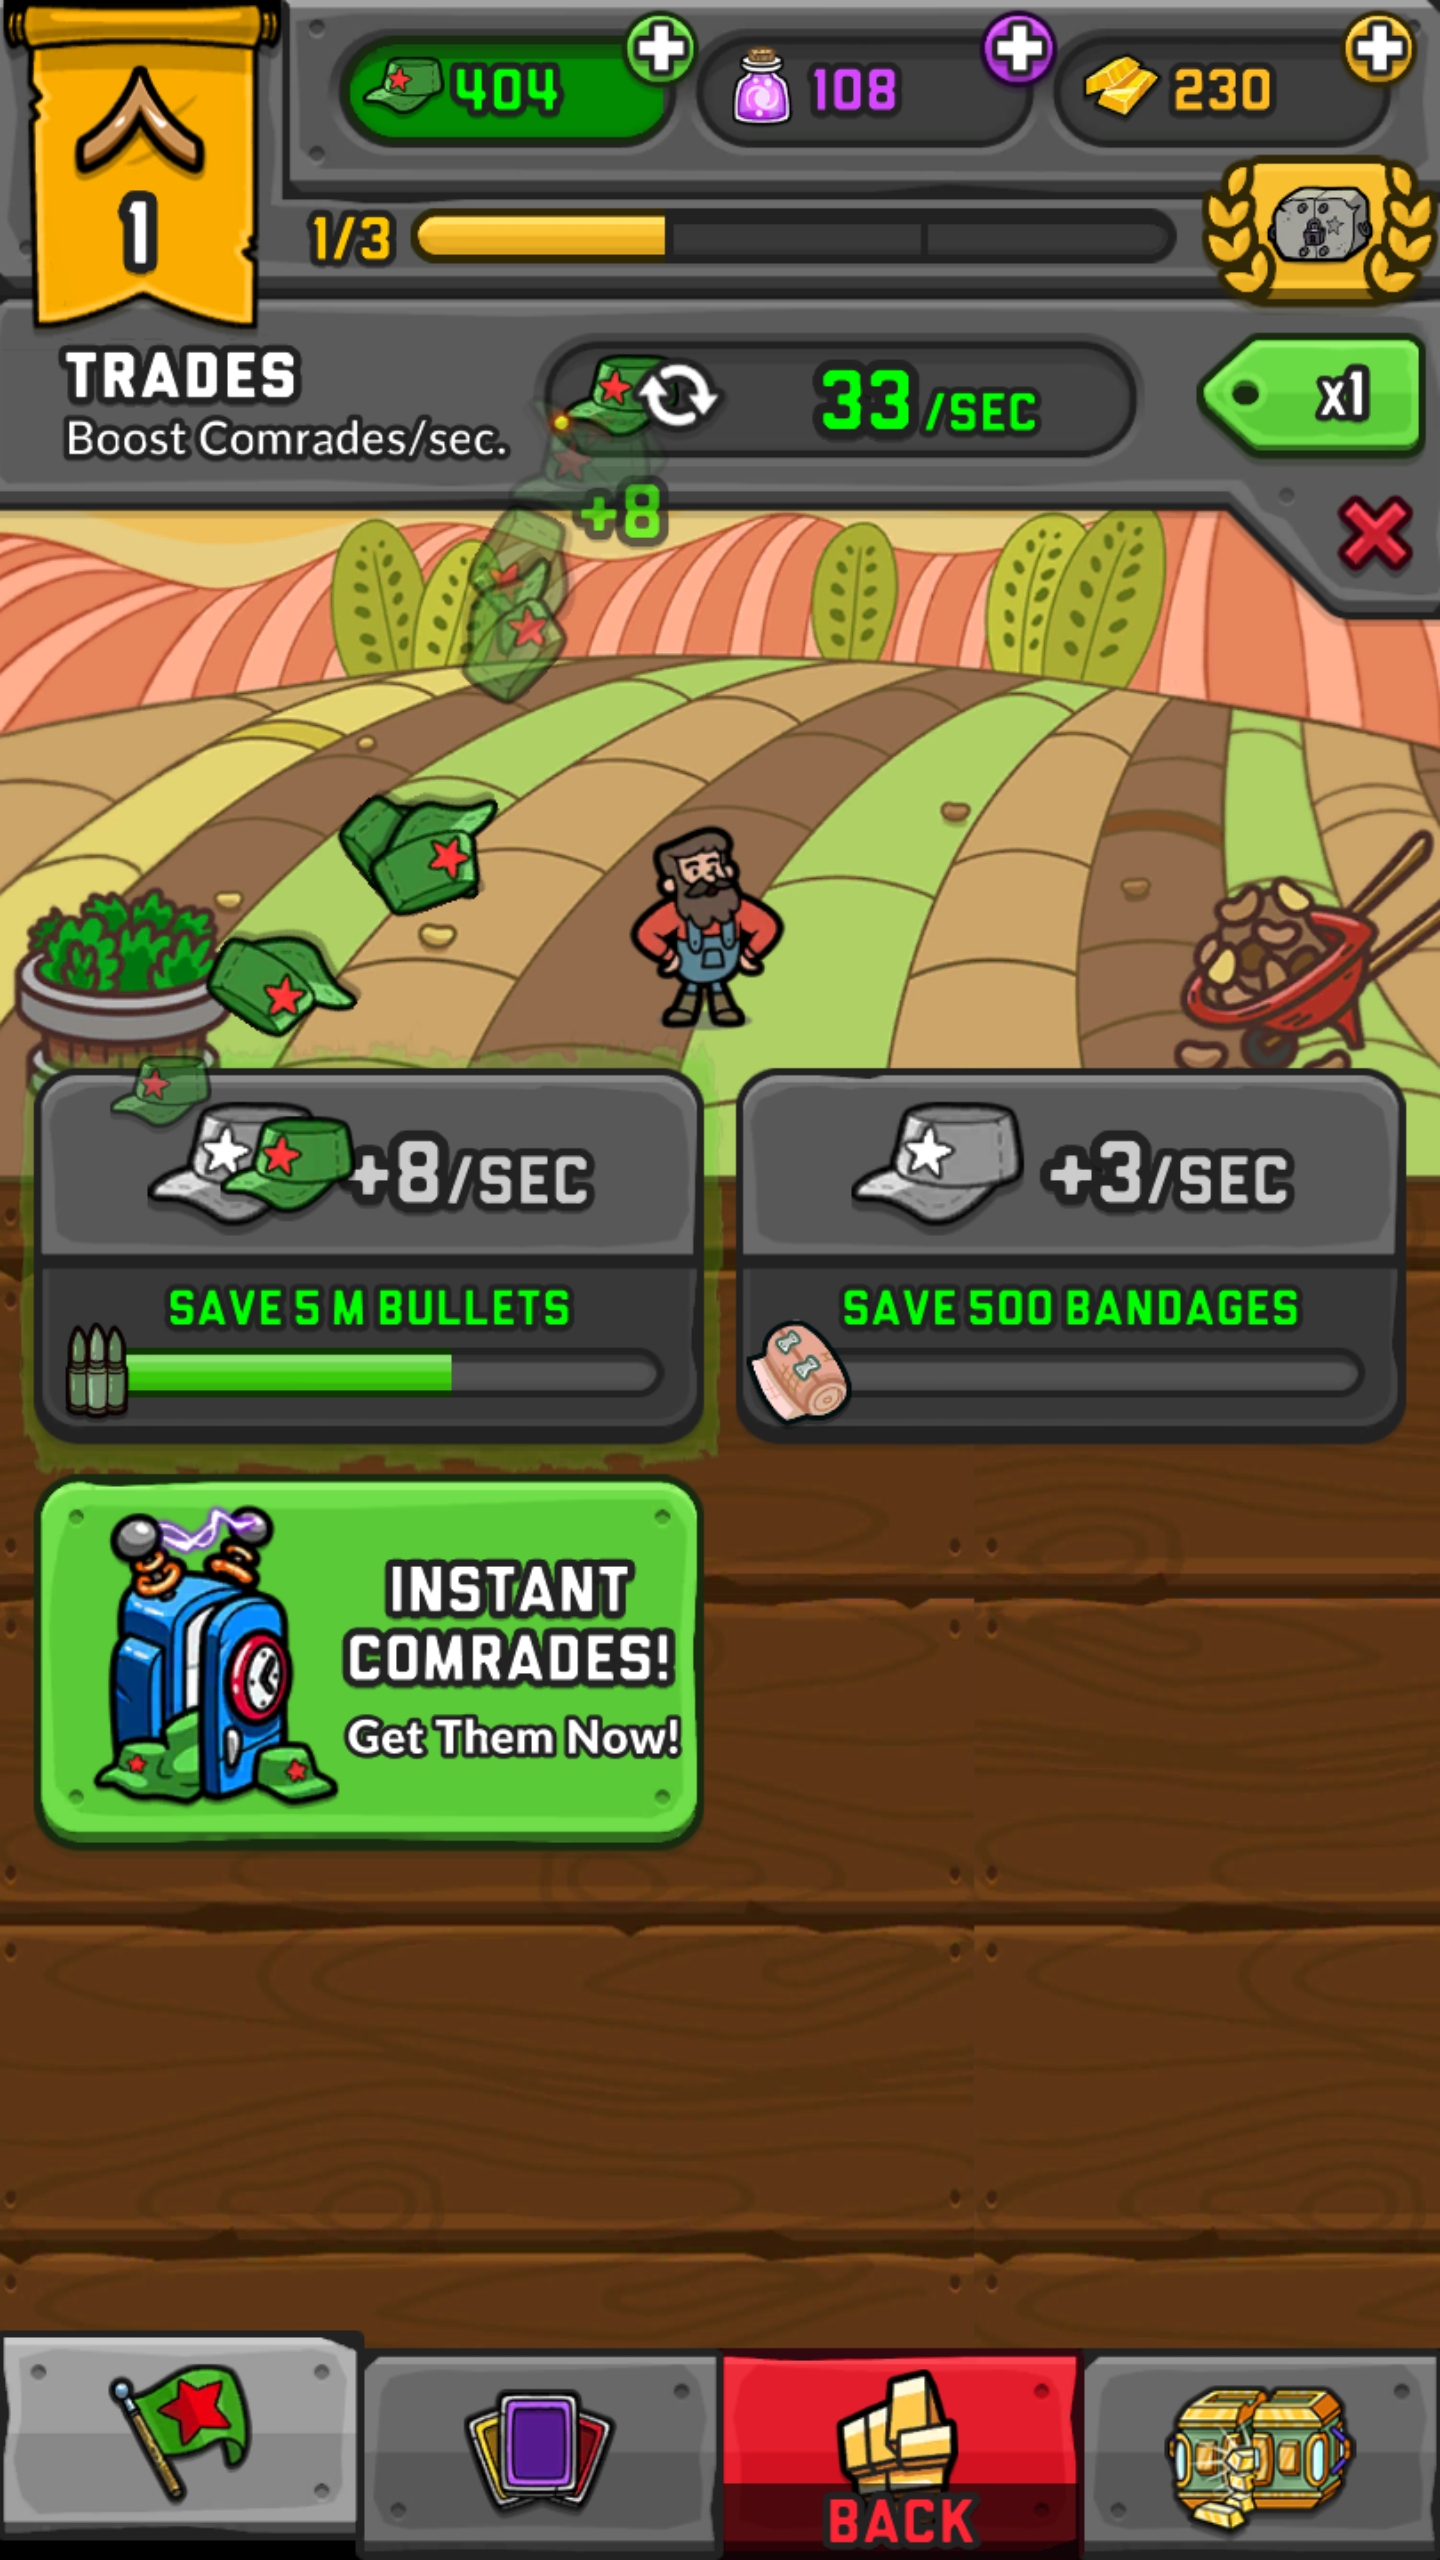 404
108
230
1
1/3
TRADES
Boost Comrades/sec.
33/SEC
x1
+8
+8/SEC
+3/SEC
SAVE 5 M BULLETS
SAVE 500 BANDAGES
INSTANT
COMRADES!
Get Them Now!
BACK